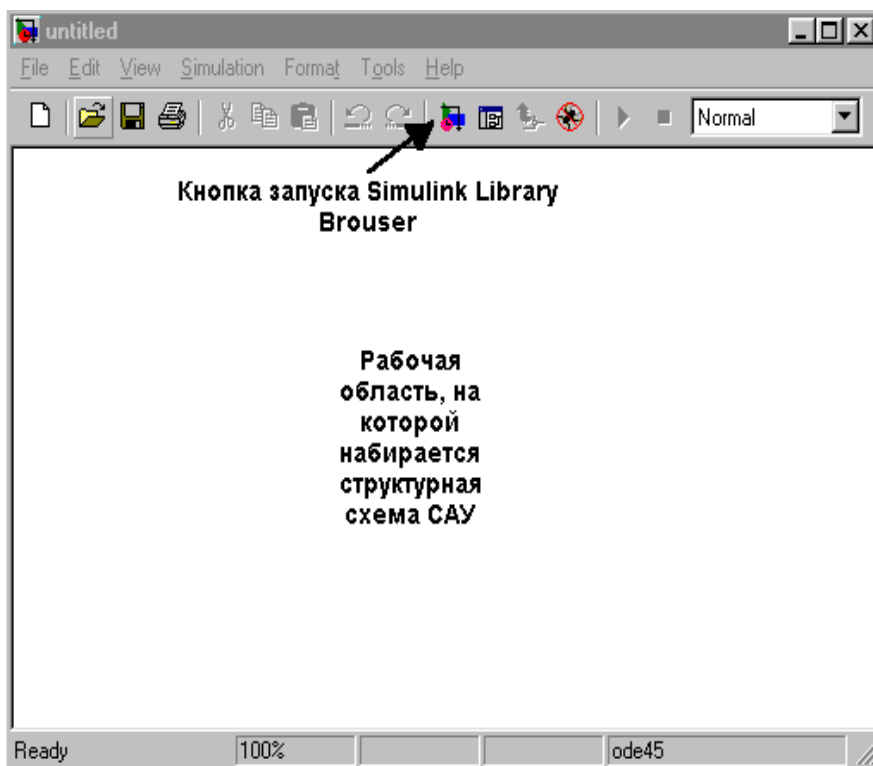 untitled
File Edit View Simulation Format Tools Help
Normal
Кнопка запуска Simulink Library
Brouser
Рабочая
область, на
которой
набирается
структурная
схема САУ
Ready 100% ode45